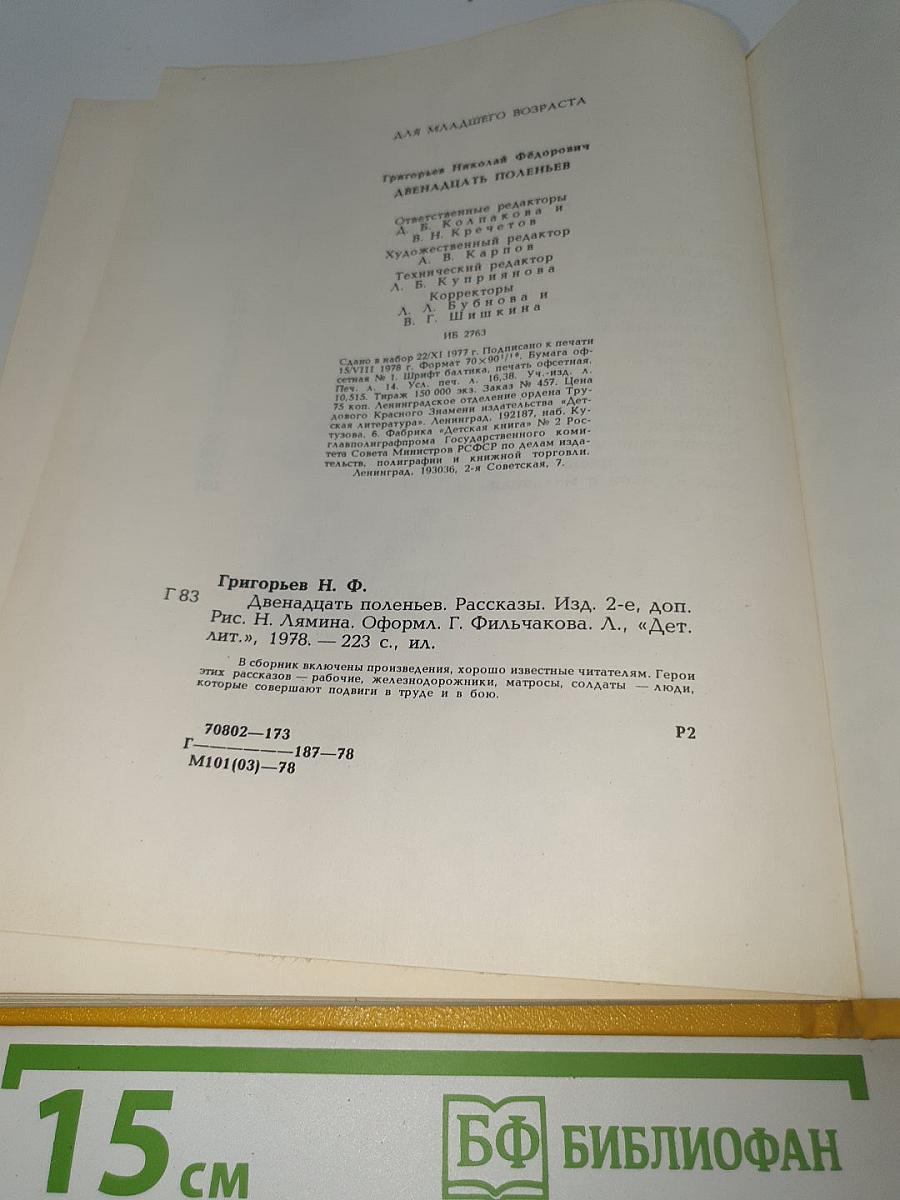 ДЛЯ МЛАДШЕГО ВОЗРАСТА
Григорьев Николай Фёдорович
ДВЕНАДЦАТЬ ПОЛЕНЬЕВ
Ответственные редакторы
Д. Б. Колпакова и
В. Н. Кречетов
Художественный редактор
А. В. Карпов
Технический редактор
Л. Б. Куприянова
Корректоры
Л. Л. Бубнова и
В. Г. Шишкина
ИБ 2763
Сдано в набор 22/XI 1977 г. Подписано к печати
15/VIII 1978 г. Формат 70×90¹/₁₆. Бумага оф-
сетная № 1. Шрифт балтика, печать офсетная.
Печ. л. 14. Усл. печ. л. 16,38. Уч.-изд. л.
10,515. Тираж 150 000 экз. Заказ № 457. Цена
75 коп. Ленинградское отделение ордена Тру-
дового Красного Знамени издательства «Дет-
ская литература». Ленинград, 192187, наб. Ку-
тузова, 6. Фабрика «Детская книга» № 2 Рос-
главполиграфпрома Государственного коми-
тета Совета Министров РСФСР по делам изда-
тельств, полиграфии и книжной торговли.
Ленинград, 193036, 2-я Советская, 7.
Григорьев Н. Ф.
Г 83 Двенадцать поленьев. Рассказы. Изд. 2-е, доп.
Рис. Н. Лямина. Оформл. Г. Фильчакова. Л., «Дет.
лит.», 1978. — 223 с., ил.
В сборник включены произведения, хорошо известные читателям. Герои
этих рассказов — рабочие, железнодорожники, матросы, солдаты — люди,
которые совершают подвиги в труде и в бою.
70802—173
Г——————187—78 Р2
М101(03)—78
15 см
БФ БИБЛИОФАН